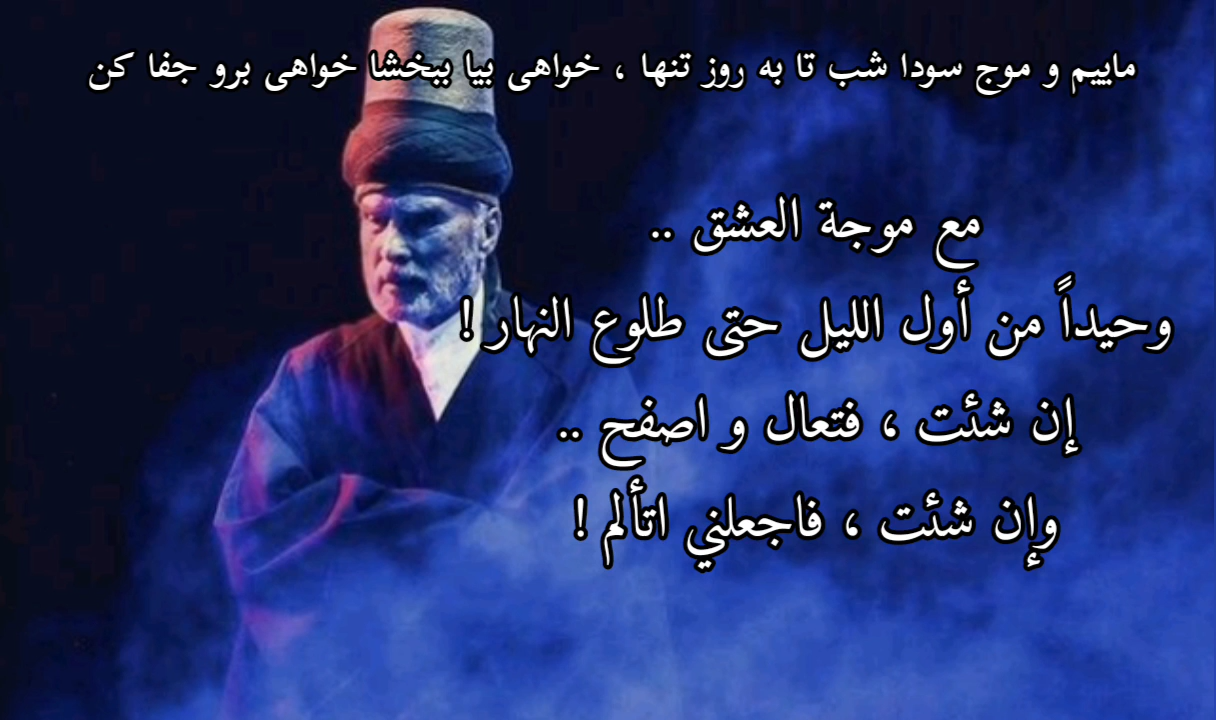 ماییم و موج سودا شب تا به روز تنها ، خواهی بیا ببخشا خواهی برو جفا کن
مع موجة العشق ..
وحيداً من أول الليل حتى طلوع النهار !
إن شئت ، فتعال و اصفح ..
وإن شئت ، فاجعلني اتألم !